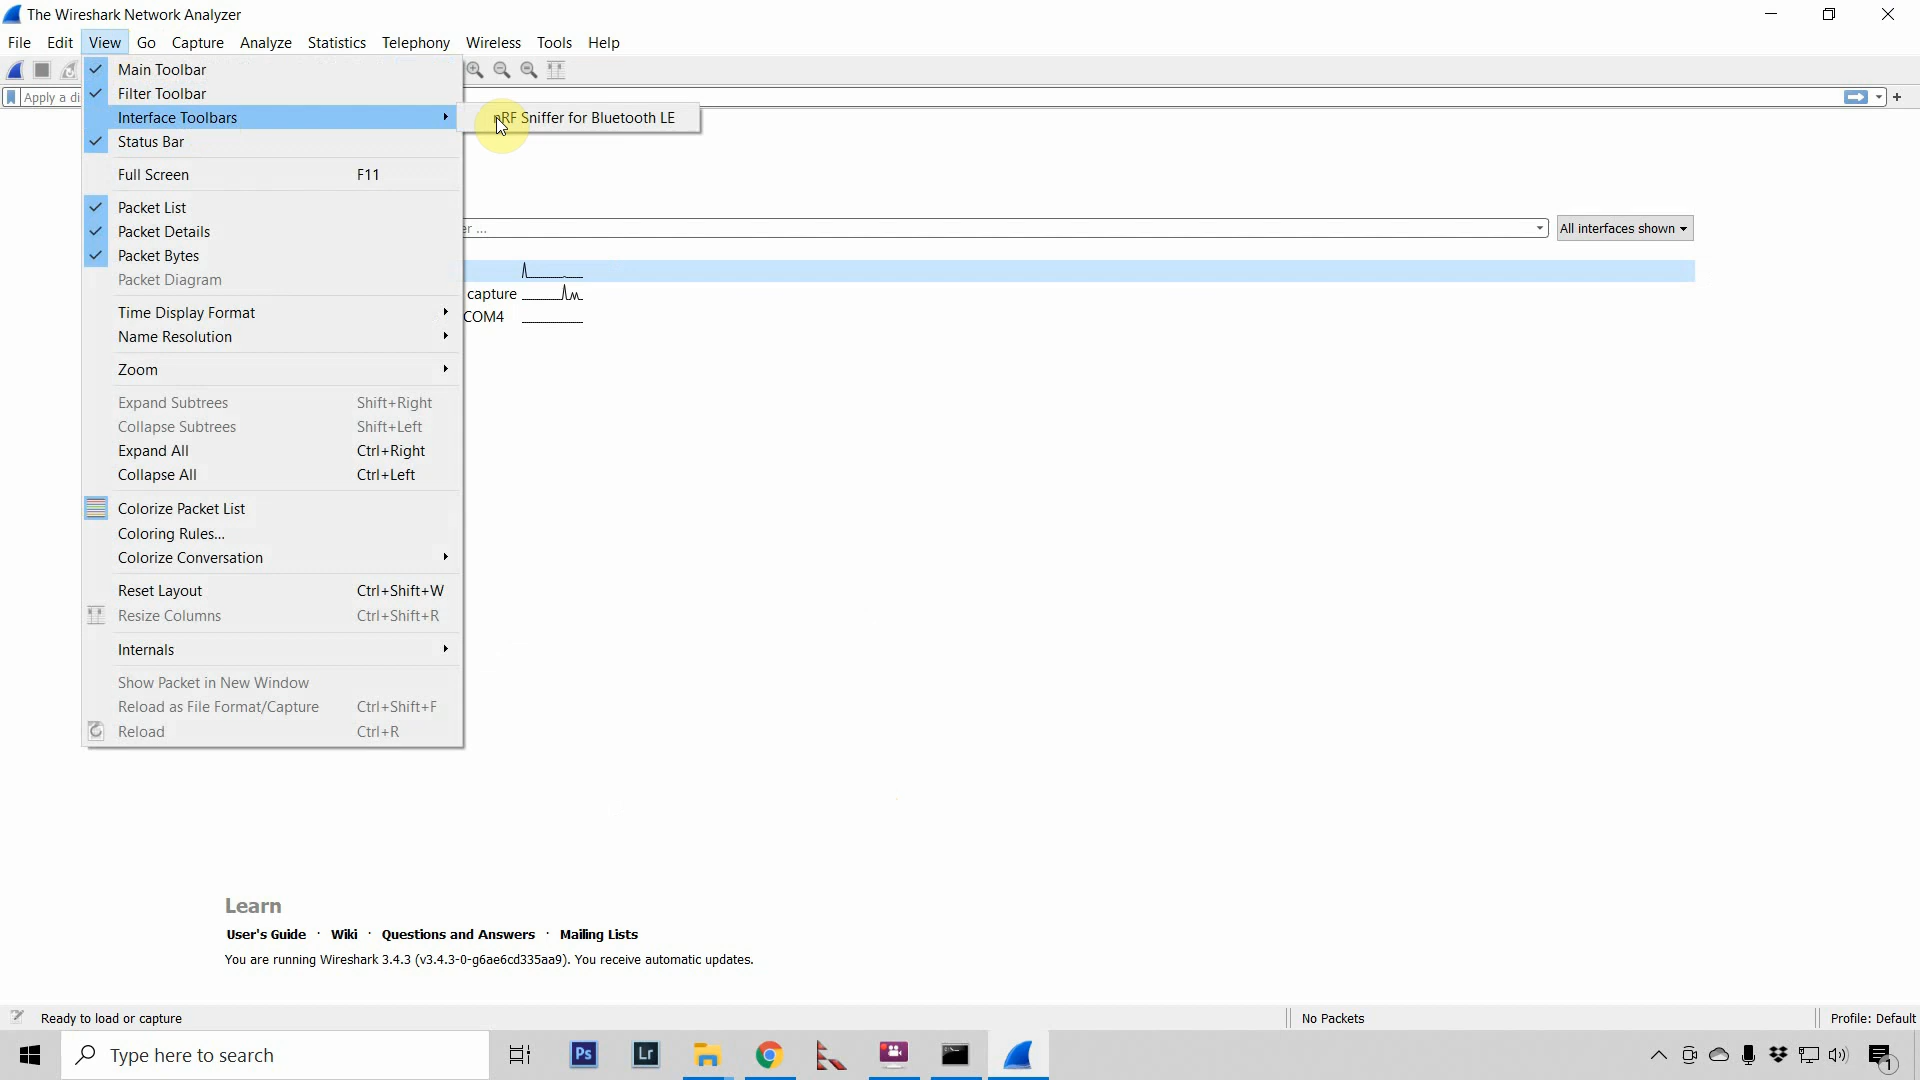 The Wireshark Network Analyzer
File Edit View Go Capture Analyze Statistics Telephony Wireless Tools Help
Main Toolbar
Apply a di
Filter Toolbar
Interface Toolbars
nRF Sniffer for Bluetooth LE
Status Bar
Full Screen F11
Packet List
Packet Details
er ...
All interfaces shown
Packet Bytes
Packet Diagram
capture
Time Display Format
COM4
Name Resolution
Zoom
Expand Subtrees Shift+Right
Collapse Subtrees Shift+Left
Expand All Ctrl+Right
Collapse All Ctrl+Left
Colorize Packet List
Coloring Rules...
Colorize Conversation
Reset Layout Ctrl+Shift+W
Resize Columns Ctrl+Shift+R
Internals
Show Packet in New Window
Reload as File Format/Capture Ctrl+Shift+F
Reload Ctrl+R
Learn
User's Guide · Wiki · Questions and Answers · Mailing Lists
You are running Wireshark 3.4.3 (v3.4.3-0-g6ae6cd335aa9). You receive automatic updates.
Ready to load or capture
No Packets
Profile: Default
Type here to search
Ps
Lr
1